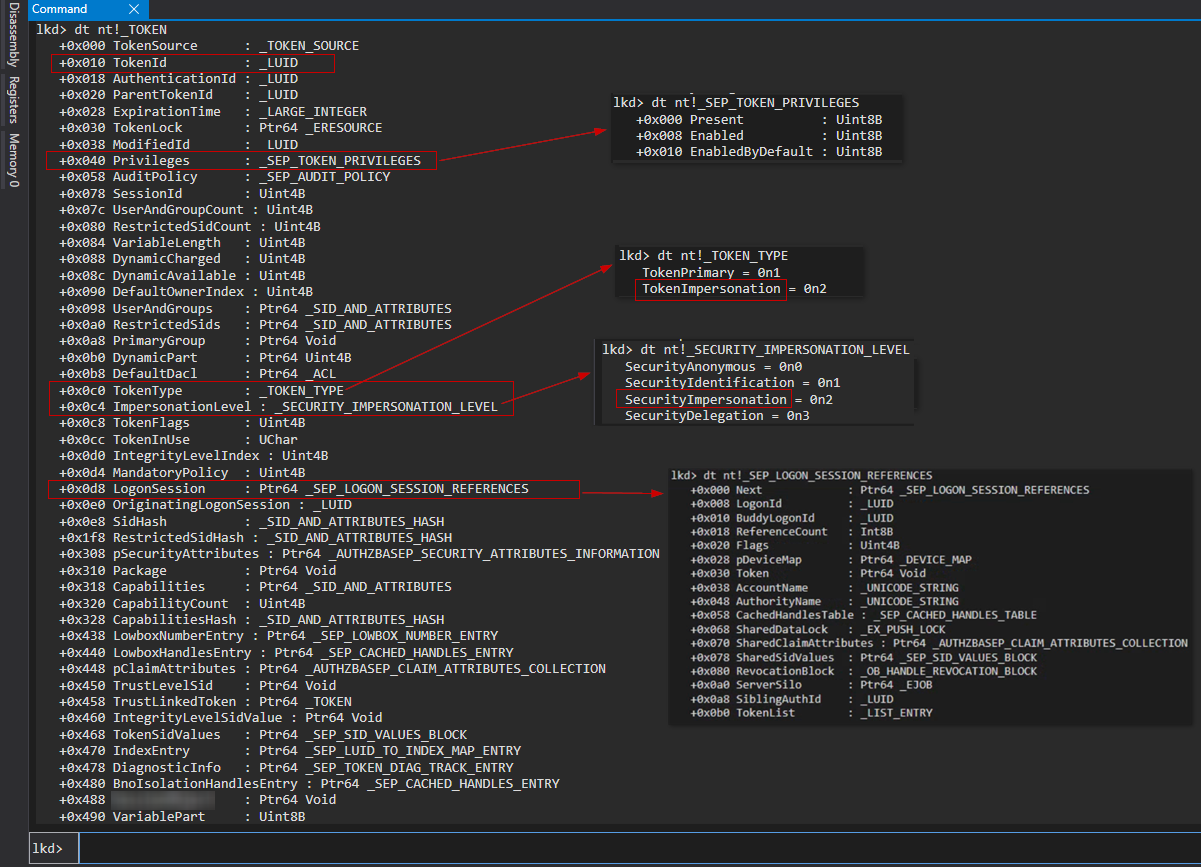 Command
Disassembly
Registers
Memory 0
lkd> dt nt!_TOKEN
+0x000 TokenSource : _TOKEN_SOURCE
+0x010 TokenId : _LUID
+0x018 AuthenticationId : _LUID
+0x020 ParentTokenId : _LUID
+0x028 ExpirationTime : _LARGE_INTEGER
+0x030 TokenLock : Ptr64 _ERESOURCE
+0x038 ModifiedId : _LUID
+0x040 Privileges : _SEP_TOKEN_PRIVILEGES
+0x058 AuditPolicy : _SEP_AUDIT_POLICY
+0x078 SessionId : Uint4B
+0x07c UserAndGroupCount : Uint4B
+0x080 RestrictedSidCount : Uint4B
+0x084 VariableLength : Uint4B
+0x088 DynamicCharged : Uint4B
+0x08c DynamicAvailable : Uint4B
+0x090 DefaultOwnerIndex : Uint4B
+0x098 UserAndGroups : Ptr64 _SID_AND_ATTRIBUTES
+0x0a0 RestrictedSids : Ptr64 _SID_AND_ATTRIBUTES
+0x0a8 PrimaryGroup : Ptr64 Void
+0x0b0 DynamicPart : Ptr64 Uint4B
+0x0b8 DefaultDacl : Ptr64 _ACL
+0x0c0 TokenType : _TOKEN_TYPE
+0x0c4 ImpersonationLevel : _SECURITY_IMPERSONATION_LEVEL
+0x0c8 TokenFlags : Uint4B
+0x0cc TokenInUse : UChar
+0x0d0 IntegrityLevelIndex : Uint4B
+0x0d4 MandatoryPolicy : Uint4B
+0x0d8 LogonSession : Ptr64 _SEP_LOGON_SESSION_REFERENCES
+0x0e0 OriginatingLogonSession : _LUID
+0x0e8 SidHash : _SID_AND_ATTRIBUTES_HASH
+0x1f8 RestrictedSidHash : _SID_AND_ATTRIBUTES_HASH
+0x308 pSecurityAttributes : Ptr64 _AUTHZBASEP_SECURITY_ATTRIBUTES_INFORMATION
+0x310 Package : Ptr64 Void
+0x318 Capabilities : Ptr64 _SID_AND_ATTRIBUTES
+0x320 CapabilityCount : Uint4B
+0x328 CapabilitiesHash : _SID_AND_ATTRIBUTES_HASH
+0x438 LowboxNumberEntry : Ptr64 _SEP_LOWBOX_NUMBER_ENTRY
+0x440 LowboxHandlesEntry : Ptr64 _SEP_CACHED_HANDLES_ENTRY
+0x448 pClaimAttributes : Ptr64 _AUTHZBASEP_CLAIM_ATTRIBUTES_COLLECTION
+0x450 TrustLevelSid : Ptr64 Void
+0x458 TrustLinkedToken : Ptr64 _TOKEN
+0x460 IntegrityLevelSidValue : Ptr64 Void
+0x468 TokenSidValues : Ptr64 _SEP_SID_VALUES_BLOCK
+0x470 IndexEntry : Ptr64 _SEP_LUID_TO_INDEX_MAP_ENTRY
+0x478 DiagnosticInfo : Ptr64 _SEP_TOKEN_DIAG_TRACK_ENTRY
+0x480 BnoIsolationHandlesEntry : Ptr64 _SEP_CACHED_HANDLES_ENTRY
+0x488 : Ptr64 Void
+0x490 VariablePart : Uint8B
lkd> dt nt!_SEP_TOKEN_PRIVILEGES
+0x000 Present : Uint8B
+0x008 Enabled : Uint8B
+0x010 EnabledByDefault : Uint8B
lkd> dt nt!_TOKEN_TYPE
TokenPrimary = 0n1
TokenImpersonation = 0n2
lkd> dt nt!_SECURITY_IMPERSONATION_LEVEL
SecurityAnonymous = 0n0
SecurityIdentification = 0n1
SecurityImpersonation = 0n2
SecurityDelegation = 0n3
lkd> dt nt!_SEP_LOGON_SESSION_REFERENCES
+0x000 Next : Ptr64 _SEP_LOGON_SESSION_REFERENCES
+0x008 LogonId : _LUID
+0x010 BuddyLogonId : _LUID
+0x018 ReferenceCount : Int8B
+0x020 Flags : Uint4B
+0x028 pDeviceMap : Ptr64 _DEVICE_MAP
+0x030 Token : Ptr64 Void
+0x038 AccountName : _UNICODE_STRING
+0x048 AuthorityName : _UNICODE_STRING
+0x058 CachedHandlesTable : _SEP_CACHED_HANDLES_TABLE
+0x068 SharedDataLock : _EX_PUSH_LOCK
+0x070 SharedClaimAttributes : Ptr64 _AUTHZBASEP_CLAIM_ATTRIBUTES_COLLECTION
+0x078 SharedSidValues : Ptr64 _SEP_SID_VALUES_BLOCK
+0x080 RevocationBlock : _OB_HANDLE_REVOCATION_BLOCK
+0x0a0 ServerSilo : Ptr64 _EJOB
+0x0a8 SiblingAuthId : _LUID
+0x0b0 TokenList : _LIST_ENTRY
lkd>